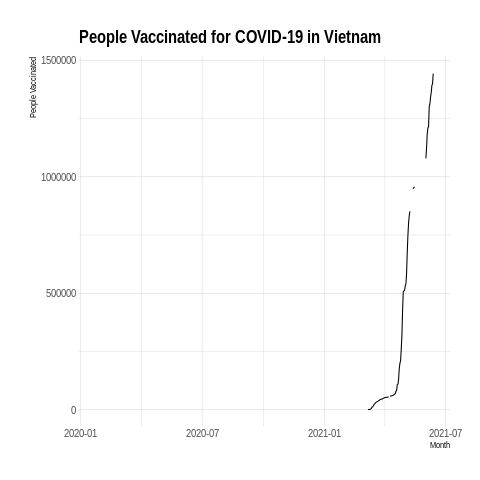 People Vaccinated for COVID-19 in Vietnam
People Vaccinated
1500000
1000000
500000
0
2020-01 2020-07 2021-01 2021-07
Month